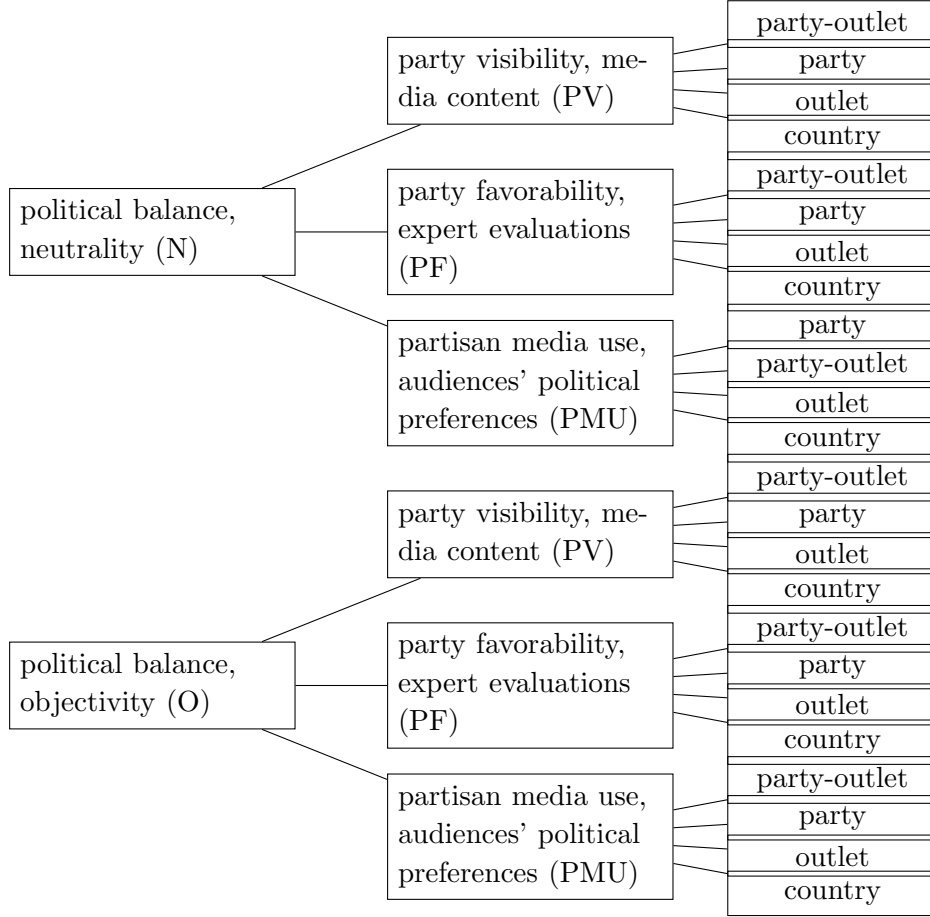 political balance,
neutrality (N)
party visibility, me-
dia content (PV)
party-outlet
party
outlet
country
party favorability,
expert evaluations
(PF)
party-outlet
party
outlet
country
partisan media use,
audiences’ political
preferences (PMU)
party
party-outlet
outlet
country
political balance,
objectivity (O)
party visibility, me-
dia content (PV)
party-outlet
party
outlet
country
party favorability,
expert evaluations
(PF)
party-outlet
party
outlet
country
partisan media use,
audiences’ political
preferences (PMU)
party-outlet
party
outlet
country